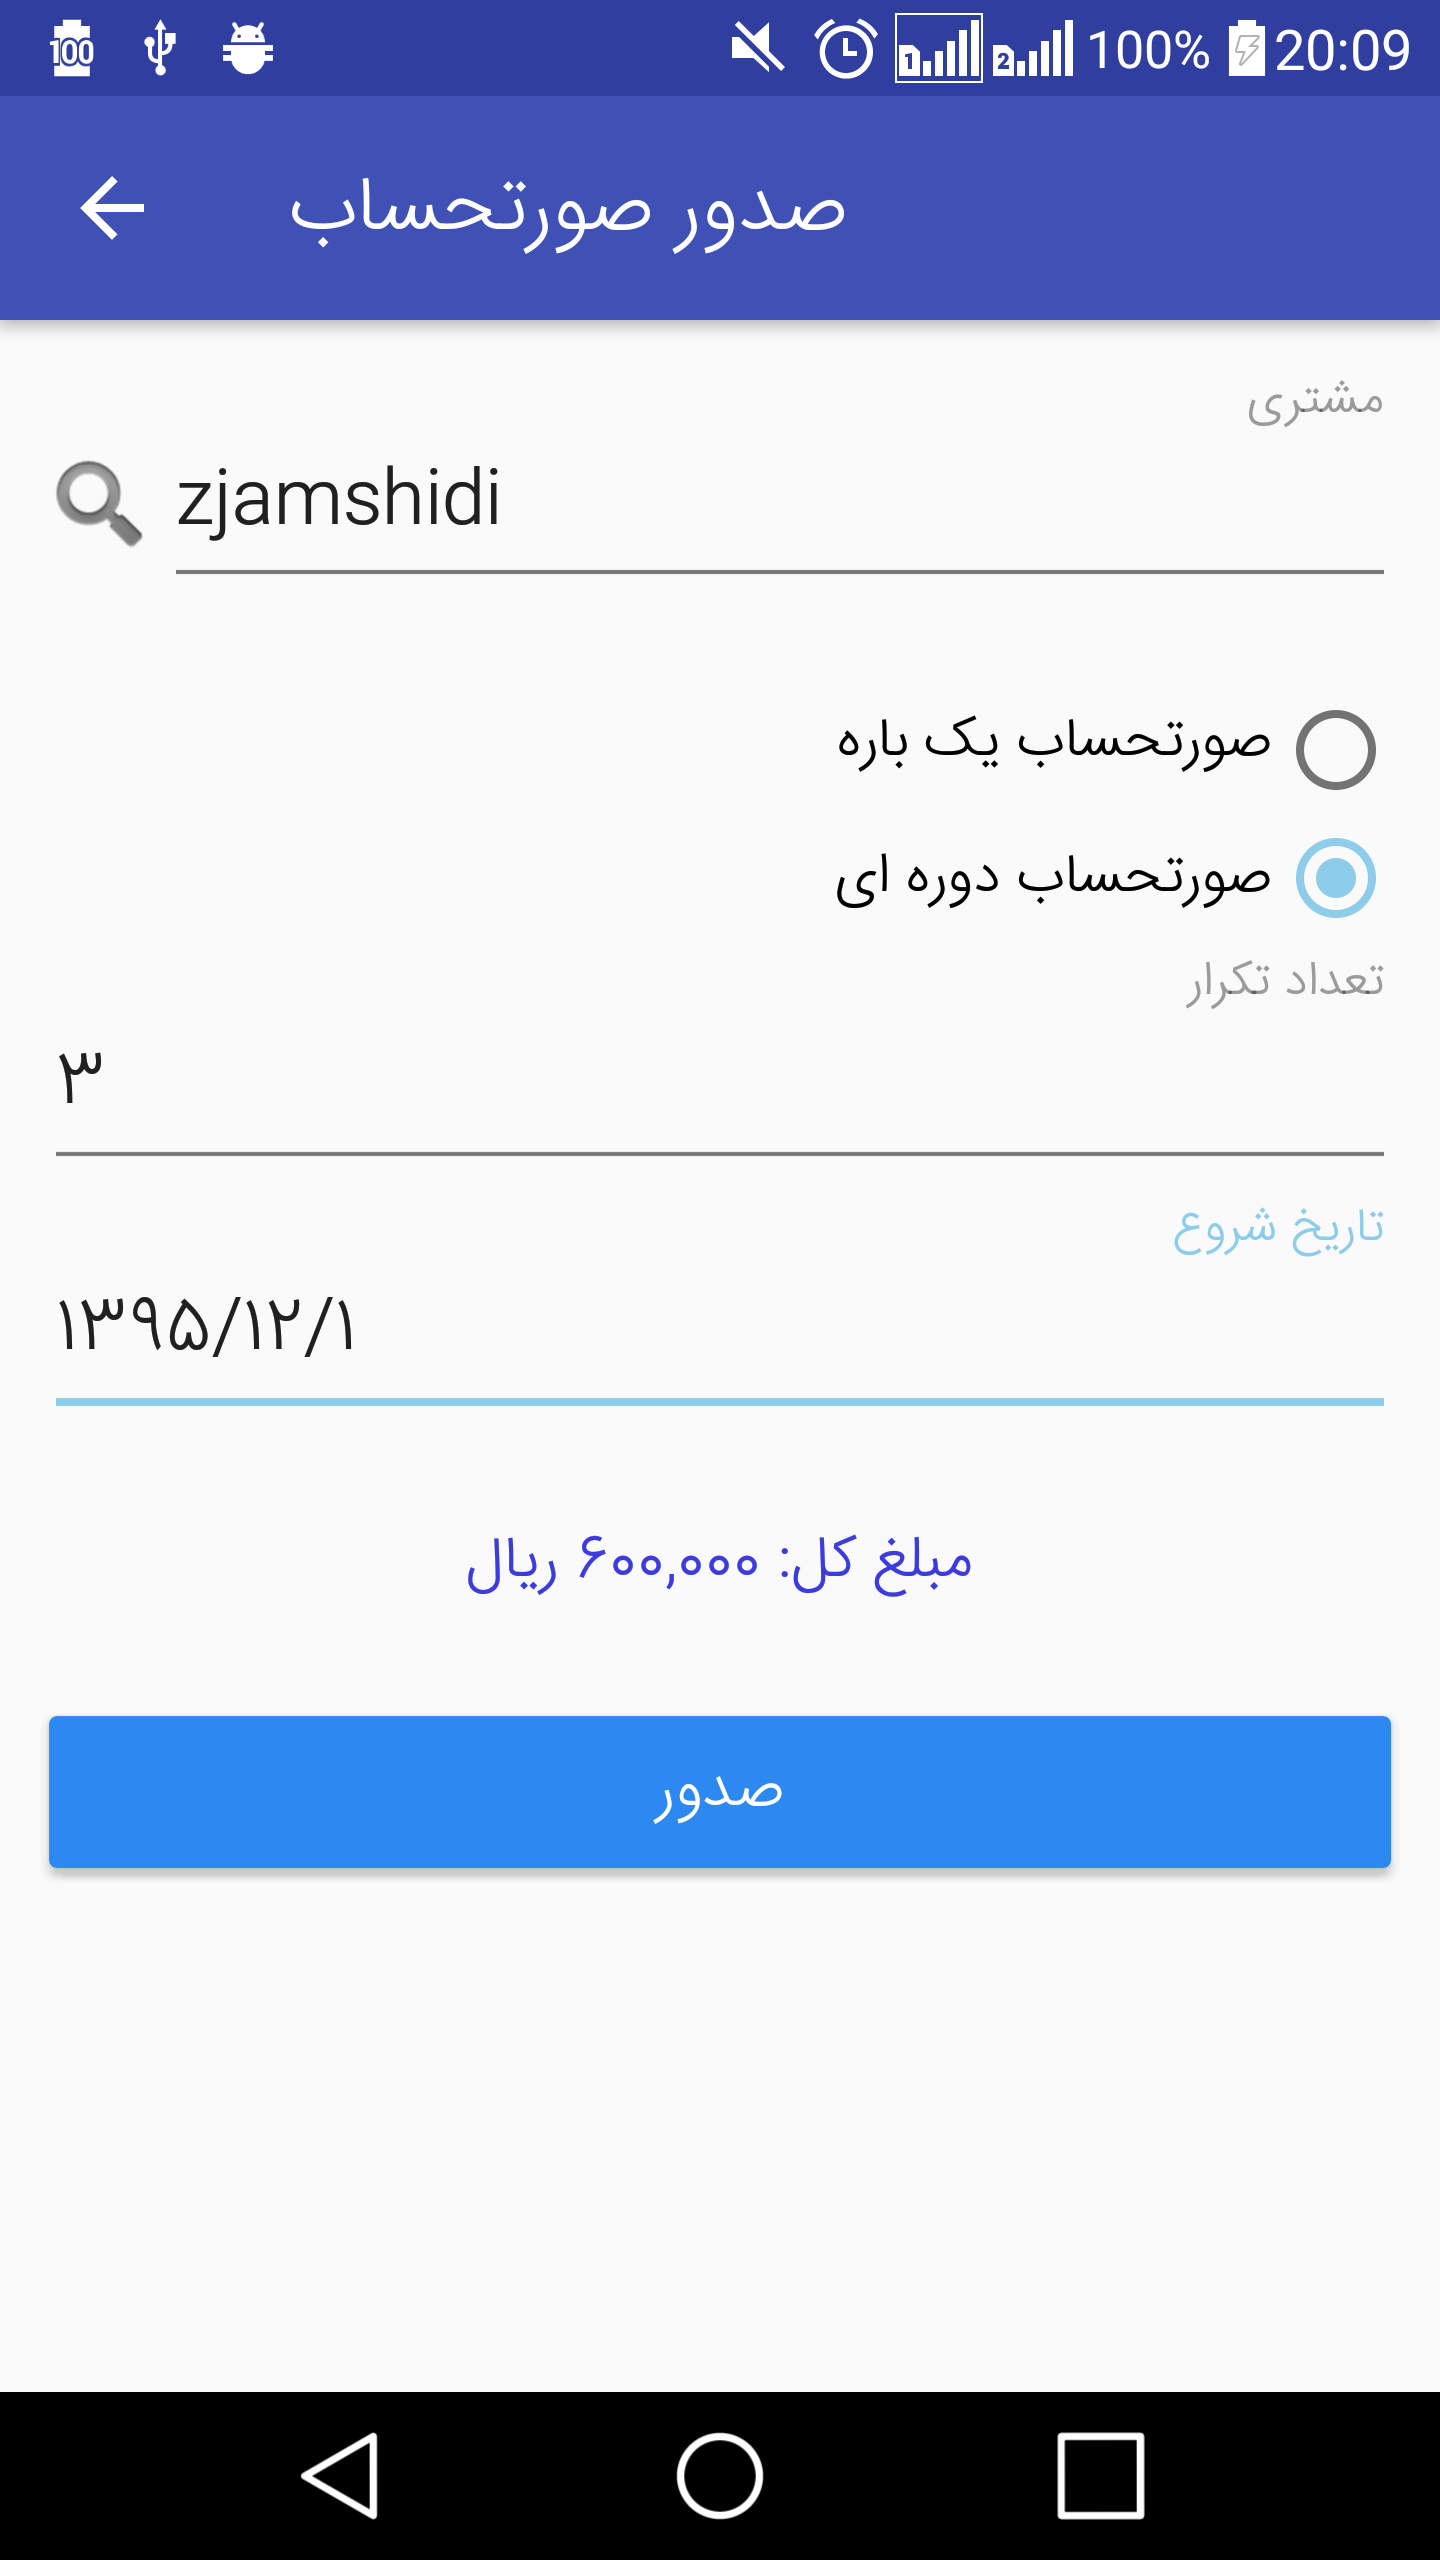 100 1 2 100% 20:09
صدور صورتحساب
مشتری
zjamshidi
صورتحساب یک باره
صورتحساب دوره ای
تعداد تکرار
۳
تاریخ شروع
۱۳۹۵/۱۲/۱
مبلغ کل: ۶۰۰,۰۰۰ ریال
صدور